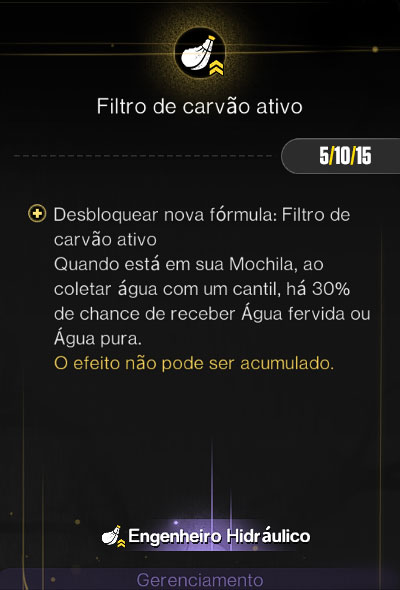 Filtro de carvão ativo
5/10/15
Desbloquear nova fórmula: Filtro de
carvão ativo
Quando está em sua Mochila, ao
coletar água com um cantil, há 30%
de chance de receber Água fervida ou
Água pura.
O efeito não pode ser acumulado.
Engenheiro Hidráulico
Gerenciamento